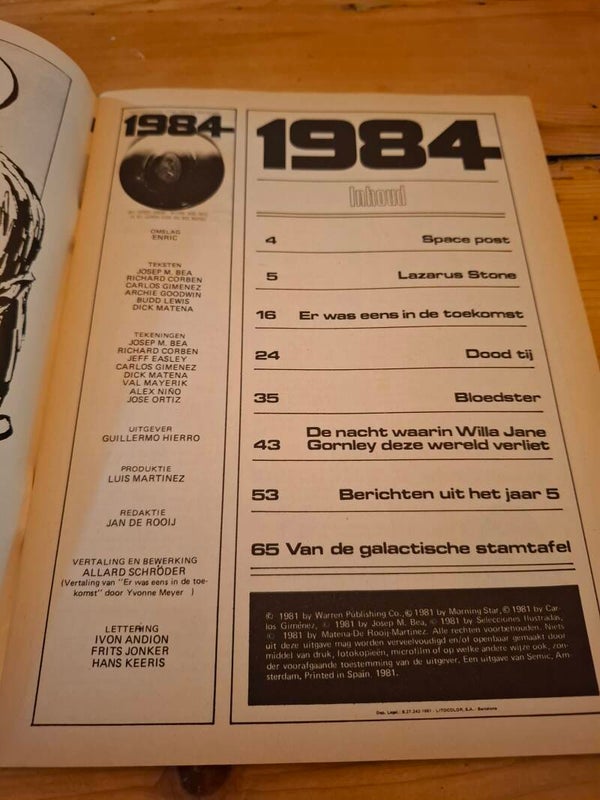 1984
OMSLAG
ENRIC
TEKSTEN
JOSEP M. BEA
RICHARD CORBEN
CARLOS GIMENEZ
ARCHIE GOODWIN
BUDD LEWIS
DICK MATENA
TEKENINGEN
JOSEP M. BEA
RICHARD CORBEN
JEFF EASLEY
CARLOS GIMENEZ
DICK MATENA
VAL MAYERIK
ALEX NIÑO
JOSE ORTIZ
UITGEVER
GUILLERMO HIERRO
PRODUKTIE
LUIS MARTINEZ
REDAKTIE
JAN DE ROOIJ
VERTALING EN BEWERKING
ALLARD SCHRÖDER
(Vertaling van "Er was eens in de toe-
komst" door Yvonne Meyer )
LETTERING
IVON ANDION
FRITS JONKER
HANS KEERIS
1984
Inhoud
4 Space post
5 Lazarus Stone
16 Er was eens in de toekomst
24 Dood tij
35 Bloedster
De nacht waarin Willa Jane
43 Gornley deze wereld verliet
53 Berichten uit het jaar 5
65 Van de galactische stamtafel
© 1981 by Warren Publishing Co., © 1981 by Morning Star, © 1981 by Car-
los Giménez, © 1981 by Josep M. Bea, © 1981 by Selecciones Ilustradas,
© 1981 by Matena-De Rooij-Martinez. Alle rechten voorbehouden. Niets
uit deze uitgave mag worden verveelvoudigd en/of openbaar gemaakt door
middel van druk, fotokopieën, microfilm of op welke andere wijze ook, zon-
der voorafgaande toestemming van de uitgever. Een uitgave van Semic, Am-
sterdam, Printed in Spain, 1981.
Dep. Legal: B.27.242-1981 - LITOCOLOR, S.A. - Barcelona